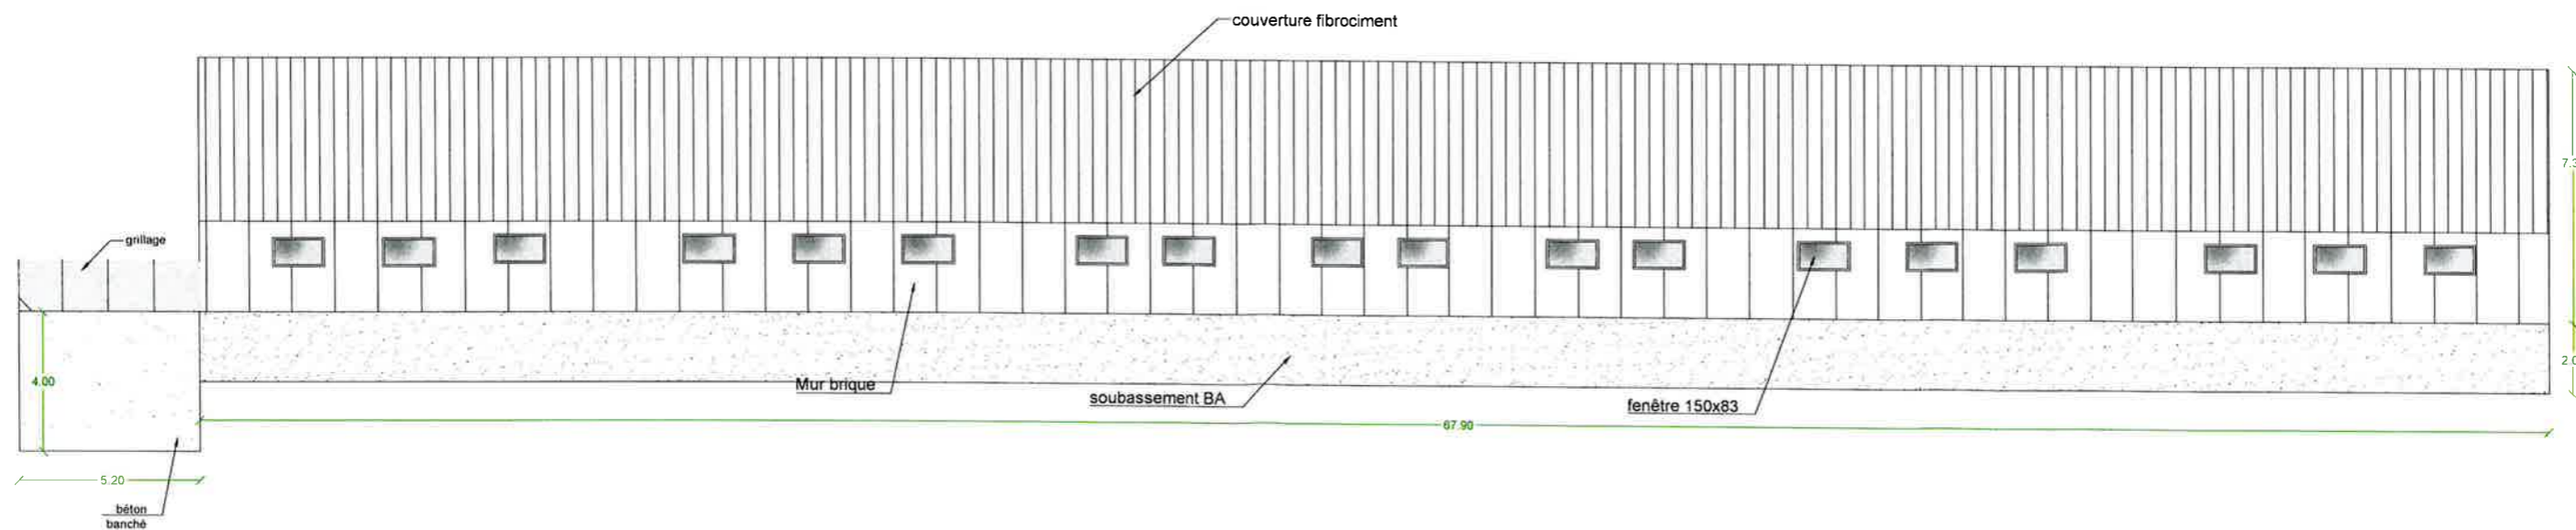 couverture fibrociment
grillage
4.00
Mur brique
soubassement BA
fenêtre 150x83
67.90
5.20
béton
banché